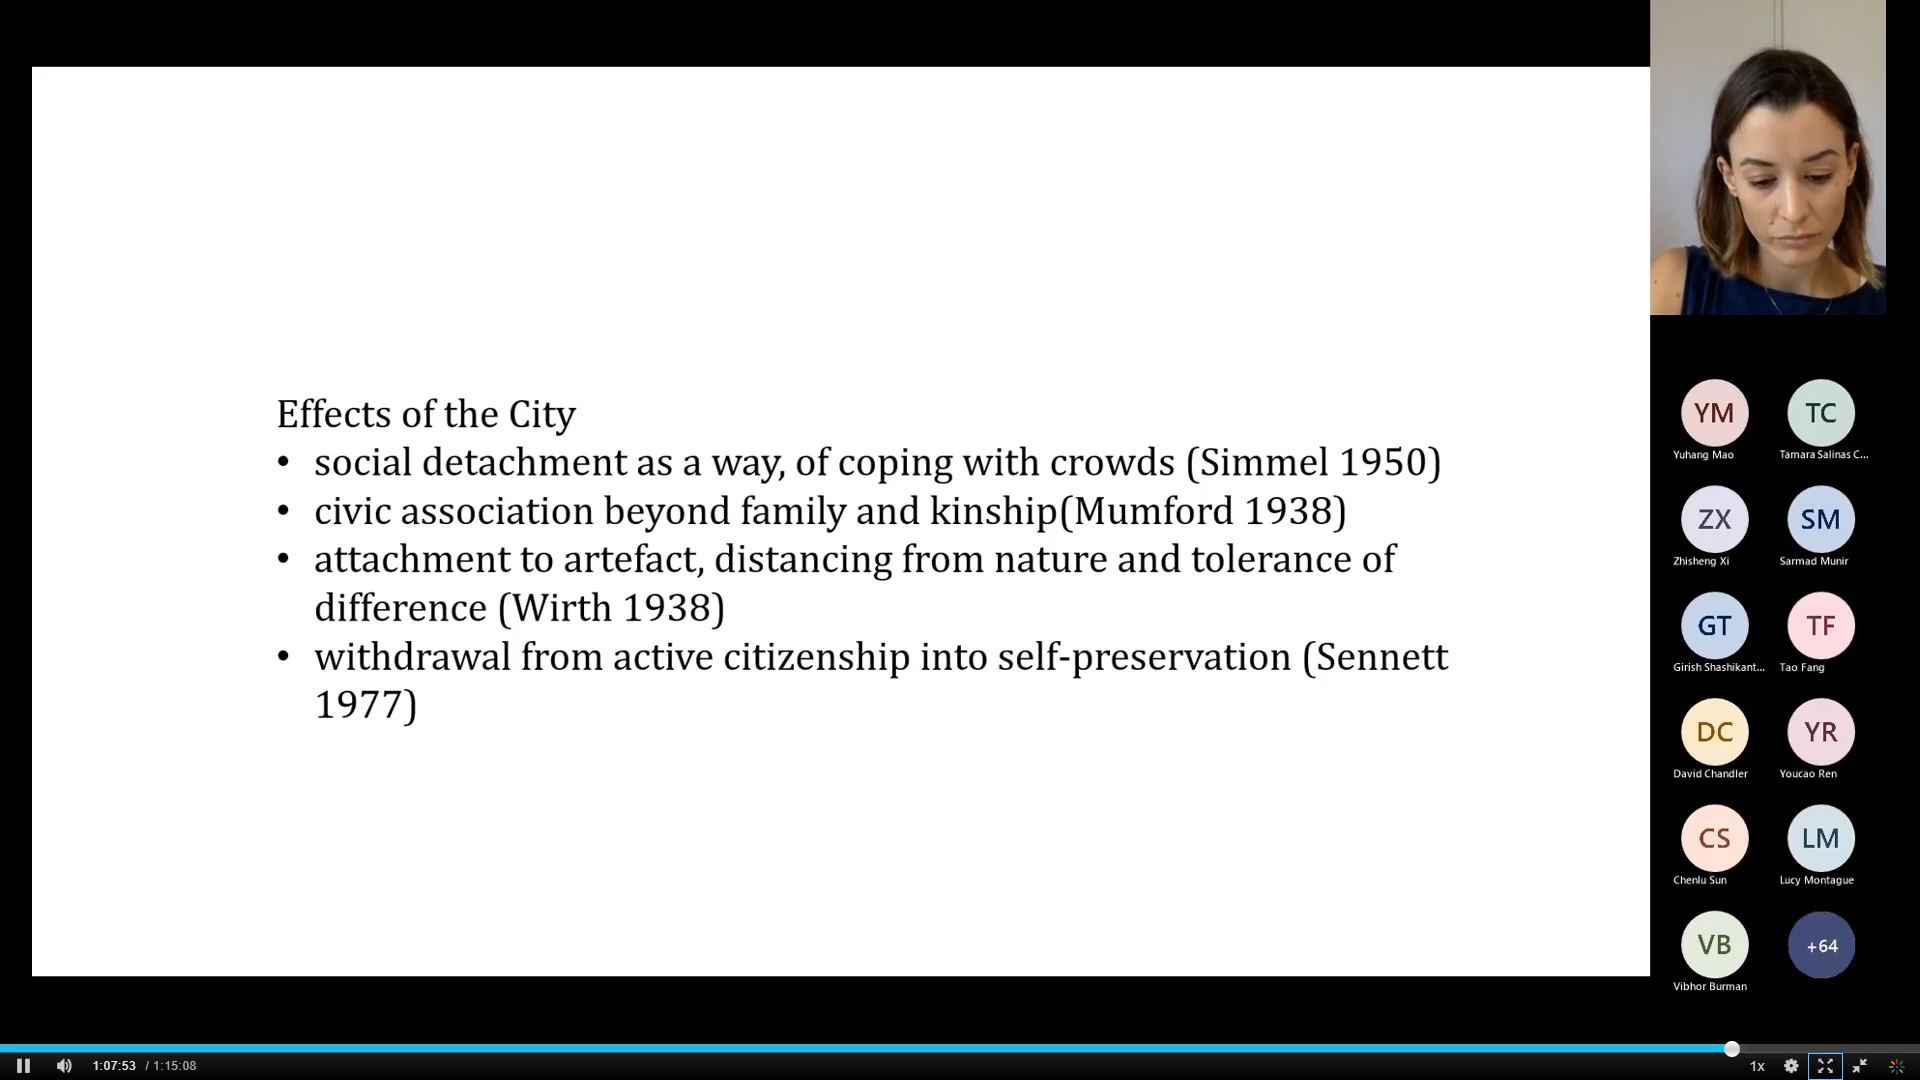 Effects of the City
• social detachment as a way, of coping with crowds (Simmel 1950)
• civic association beyond family and kinship(Mumford 1938)
• attachment to artefact, distancing from nature and tolerance of
difference (Wirth 1938)
• withdrawal from active citizenship into self-preservation (Sennett
1977)
YM TC
Yuhang Mao Tamara Salinas C...
ZX SM
Zhisheng Xi Sarmad Munir
GT TF
Girish Shashikant... Tao Fang
DC YR
David Chandler Youcao Ren
CS LM
Chenlu Sun Lucy Montague
VB +64
Vibhor Burman
1:07:53 / 1:15:08 1x